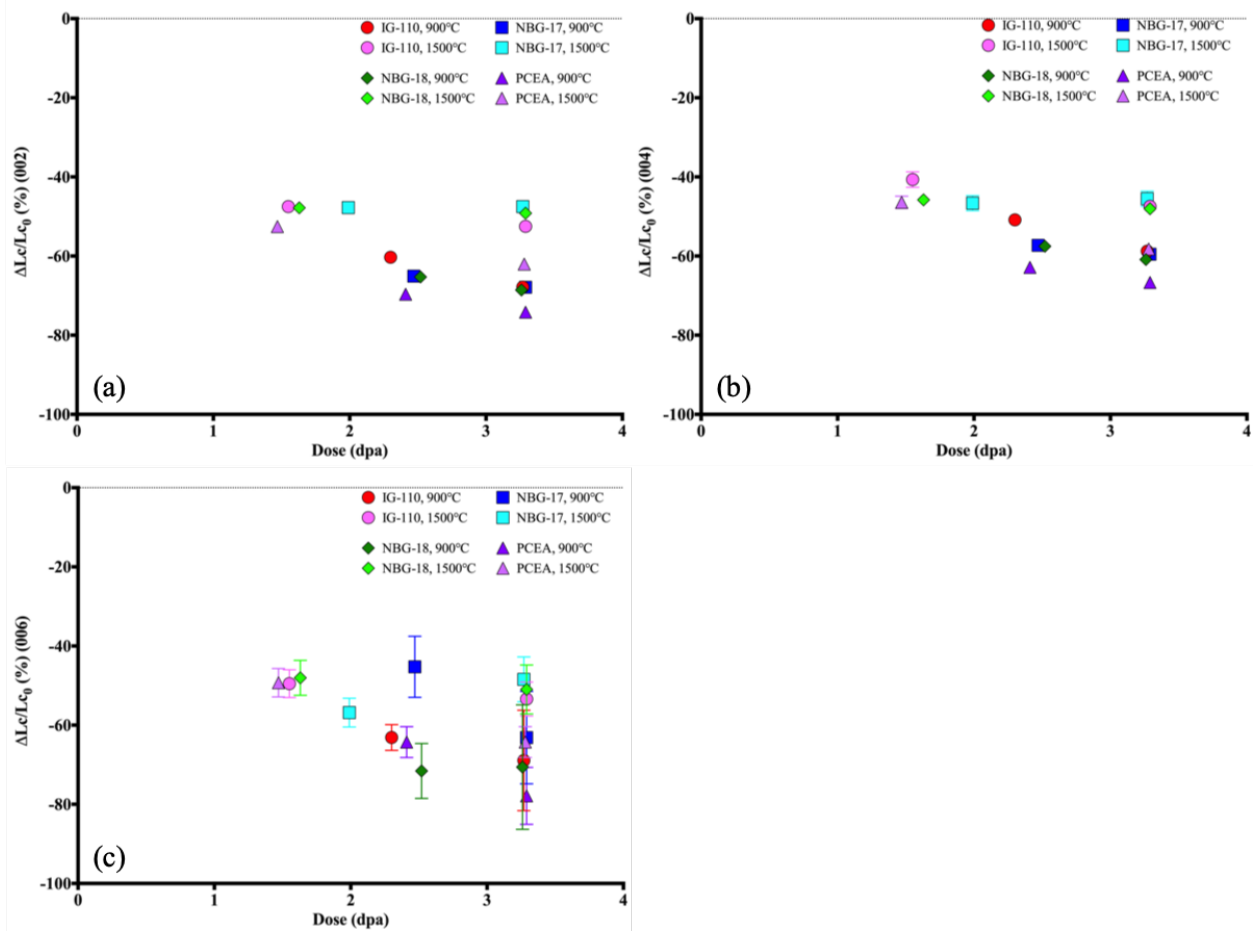 0
-20
-40
-60
-80
-100
ΔLc/Lc0 (%) (002)
IG-110, 900℃ NBG-17, 900℃
IG-110, 1500℃ NBG-17, 1500℃
NBG-18, 900℃ PCEA, 900℃
NBG-18, 1500℃ PCEA, 1500℃
(a)
0 1 2 3 4
Dose (dpa)
0
-20
-40
-60
-80
-100
ΔLc/Lc0 (%) (004)
IG-110, 900℃ NBG-17, 900℃
IG-110, 1500℃ NBG-17, 1500℃
NBG-18, 900℃ PCEA, 900℃
NBG-18, 1500℃ PCEA, 1500℃
(b)
0 1 2 3 4
Dose (dpa)
0
-20
-40
-60
-80
-100
ΔLc/Lc0 (%) (006)
IG-110, 900℃ NBG-17, 900℃
IG-110, 1500℃ NBG-17, 1500℃
NBG-18, 900℃ PCEA, 900℃
NBG-18, 1500℃ PCEA, 1500℃
(c)
0 1 2 3 4
Dose (dpa)